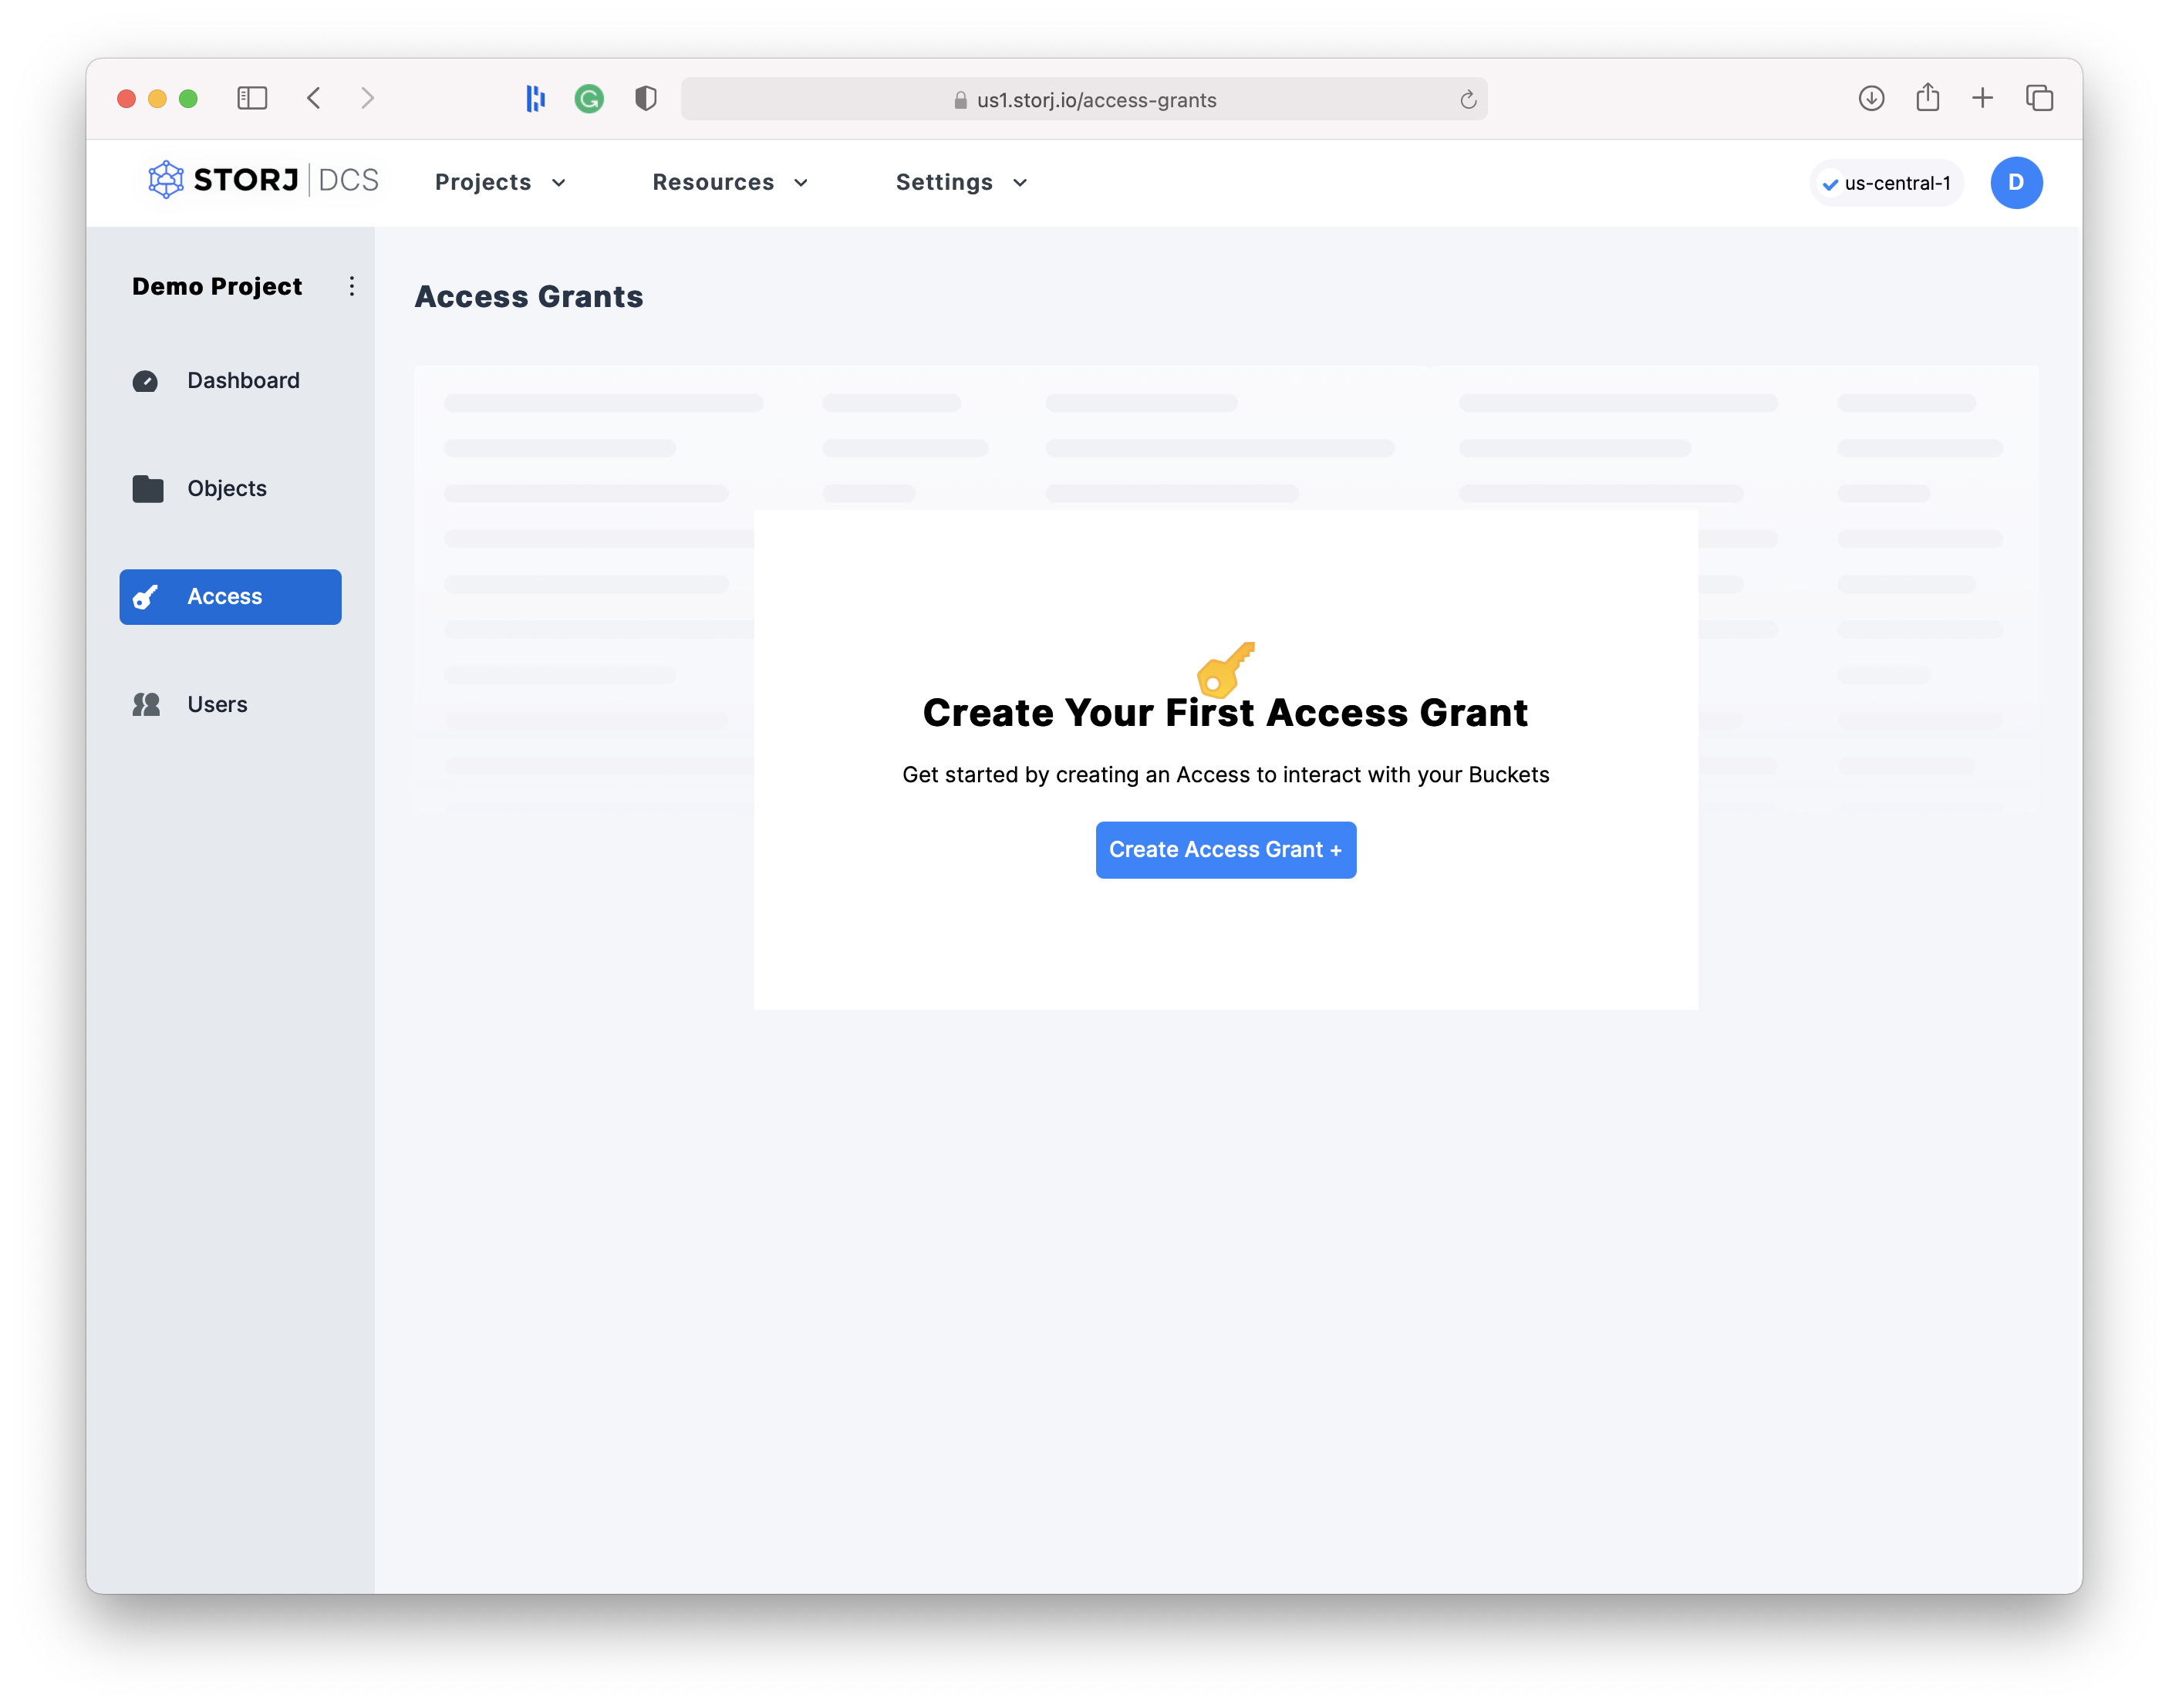 us1.storj.io/access-grants
STORJ DCS
Projects
Resources
Settings
us-central-1
D
Demo Project
Access Grants
Dashboard
Objects
Access
Users
Create Your First Access Grant
Get started by creating an Access to interact with your Buckets
Create Access Grant +